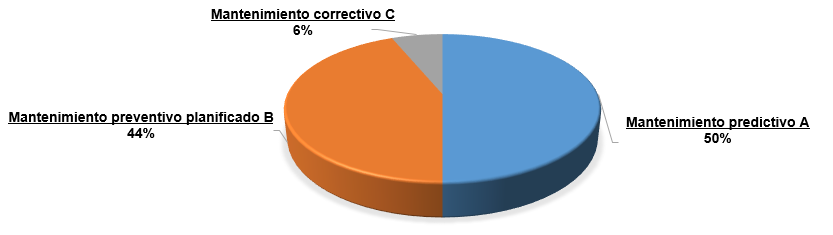 Mantenimiento correctivo C
6%
Mantenimiento preventivo planificado B
44%
Mantenimiento predictivo A
50%